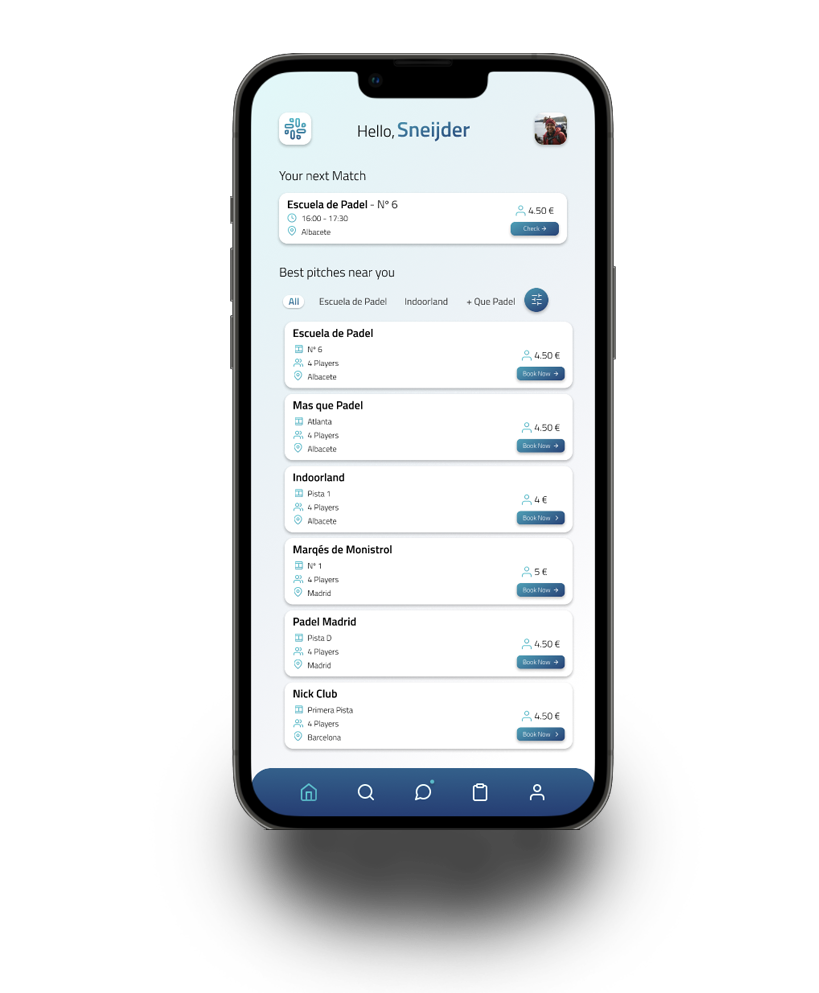 Hello, Sneijder
Your next Match
Escuela de Padel - Nº 6
16:00 - 17:30
Albacete
4.50 €
Check →
Best pitches near you
All Escuela de Padel Indoorland + Que Padel
Escuela de Padel
Nº 6
4 Players
Albacete
4.50 €
Book Now →
Mas que Padel
Atlanta
4 Players
Albacete
4.50 €
Book Now →
Indoorland
Pista 1
4 Players
Albacete
4 €
Book Now >
Marqés de Monistrol
Nº 1
4 Players
Madrid
5 €
Book Now →
Padel Madrid
Pista D
4 Players
Madrid
4.50 €
Book Now →
Nick Club
Primera Pista
4 Players
Barcelona
4.50 €
Book Now >